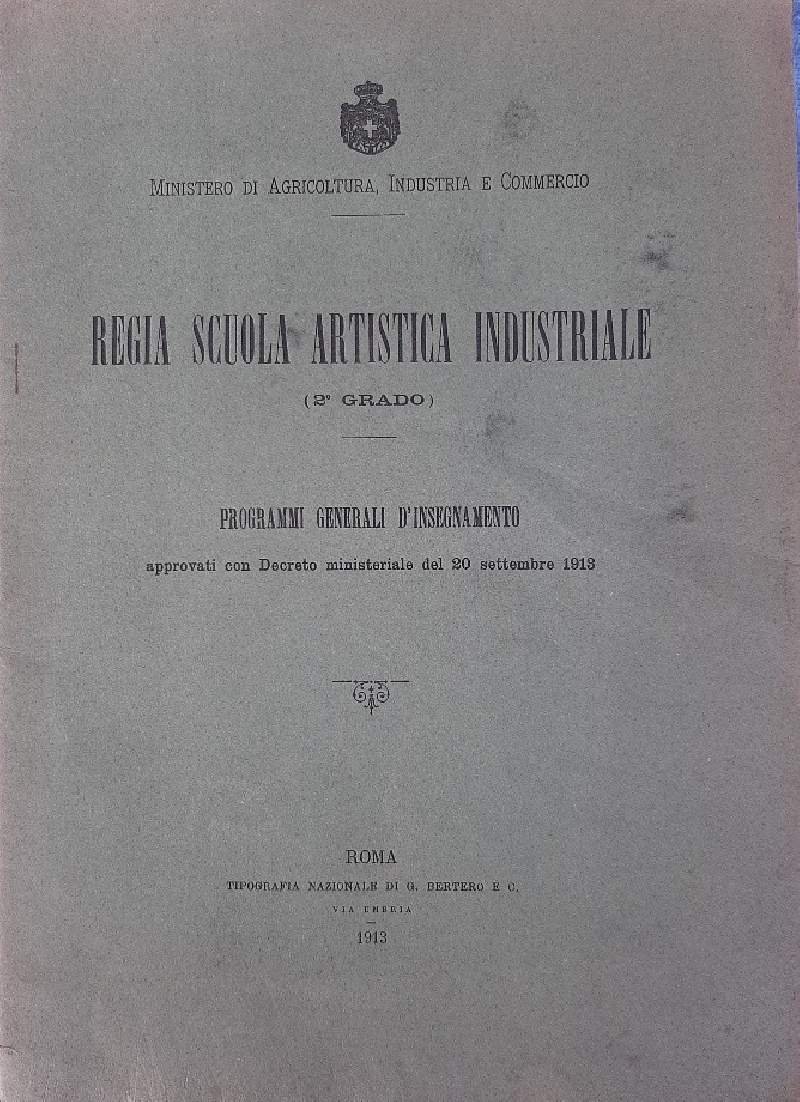 MINISTERO DI AGRICOLTURA, INDUSTRIA E COMMERCIO
REGIA SCUOLA ARTISTICA INDUSTRIALE
(2º GRADO)
PROGRAMMI GENERALI D'INSEGNAMENTO
approvati con Decreto ministeriale del 20 settembre 1913
ROMA
TIPOGRAFIA NAZIONALE DI G. BERTERO E C.
VIA UMBRIA
1913